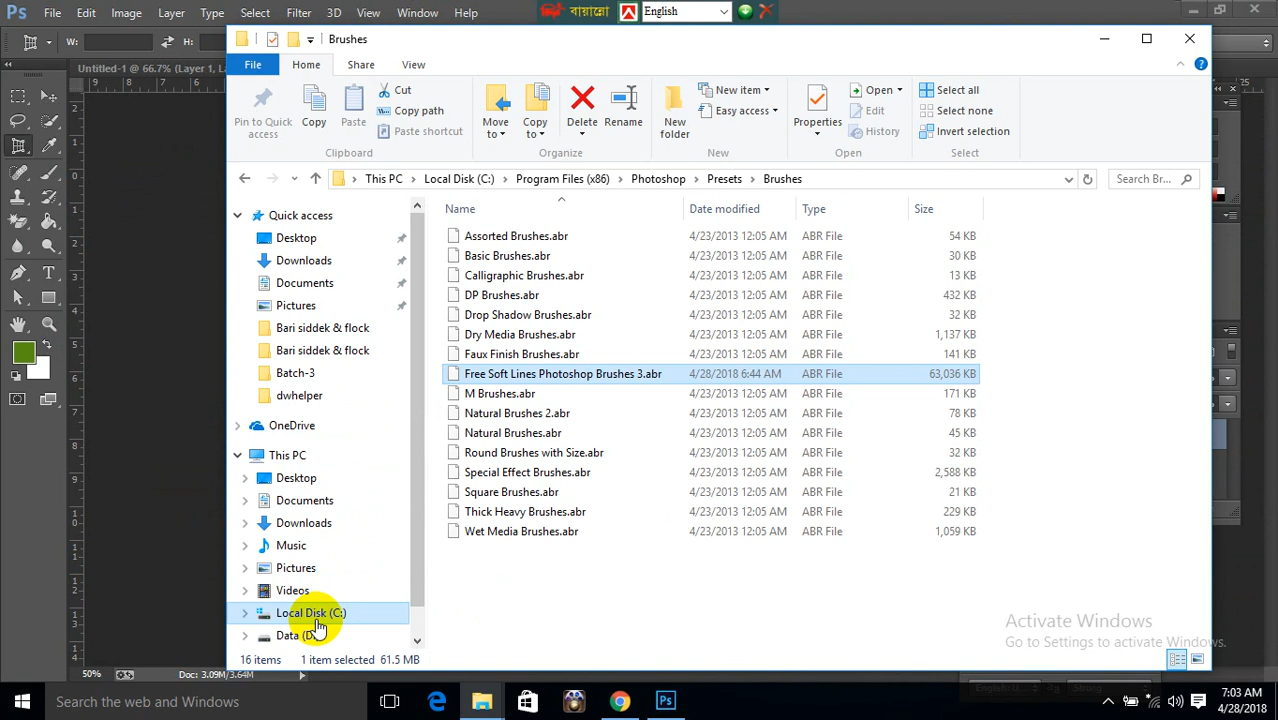 Ps File Edit Image Layer Type Select Filter 3D View Window Help
বায়ান্নো English
W:
Untitled-1 @ 66.7% (Layer 1,
Brushes
File Home Share View
Pin to Quick access
Copy
Paste
Cut
Copy path
Paste shortcut
Clipboard
Move to
Copy to
Delete
Rename
Organize
New folder
New item
Easy access
New
Properties
Open
Edit
History
Open
Select all
Select none
Invert selection
Select
This PC > Local Disk (C:) > Program Files (x86) > Photoshop > Presets > Brushes
Search Br...
Quick access
Desktop
Downloads
Documents
Pictures
Bari siddek & flock
Bari siddek & flock
Batch-3
dwhelper
OneDrive
This PC
Desktop
Documents
Downloads
Music
Pictures
Videos
Local Disk (C:)
Data (D:
Name Date modified Type Size
Assorted Brushes.abr 4/23/2013 12:05 AM ABR File 54 KB
Basic Brushes.abr 4/23/2013 12:05 AM ABR File 30 KB
Calligraphic Brushes.abr 4/23/2013 12:05 AM ABR File 13 KB
DP Brushes.abr 4/23/2013 12:05 AM ABR File 432 KB
Drop Shadow Brushes.abr 4/23/2013 12:05 AM ABR File 32 KB
Dry Media Brushes.abr 4/23/2013 12:05 AM ABR File 1,137 KB
Faux Finish Brushes.abr 4/23/2013 12:05 AM ABR File 141 KB
Free Soft Lines Photoshop Brushes 3.abr 4/28/2018 6:44 AM ABR File 63,036 KB
M Brushes.abr 4/23/2013 12:05 AM ABR File 171 KB
Natural Brushes 2.abr 4/23/2013 12:05 AM ABR File 78 KB
Natural Brushes.abr 4/23/2013 12:05 AM ABR File 45 KB
Round Brushes with Size.abr 4/23/2013 12:05 AM ABR File 32 KB
Special Effect Brushes.abr 4/23/2013 12:05 AM ABR File 2,588 KB
Square Brushes.abr 4/23/2013 12:05 AM ABR File 21 KB
Thick Heavy Brushes.abr 4/23/2013 12:05 AM ABR File 229 KB
Wet Media Brushes.abr 4/23/2013 12:05 AM ABR File 1,059 KB
Activate Windows
Go to Settings to activate Windows.
16 items 1 item selected 61.5 MB
50% Doc: 3.09M/3.64M
English: U... Strong
Search the web and Windows
7:03 AM
4/28/2018